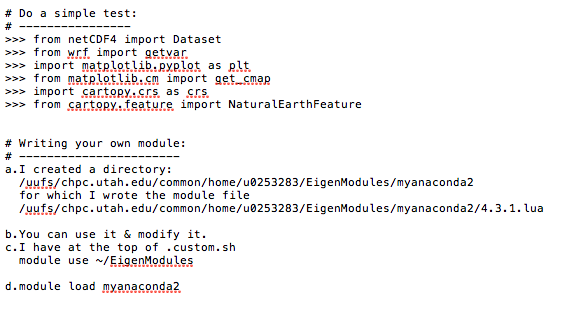 # Do a simple test:
# -----------------
>>> from netCDF4 import Dataset
>>> from wrf import getvar
>>> import matplotlib.pyplot as plt
>>> from matplotlib.cm import get_cmap
>>> import cartopy.crs as crs
>>> from cartopy.feature import NaturalEarthFeature
# Writing your own module:
# ------------------------
a.I created a directory:
/uufs/chpc.utah.edu/common/home/u0253283/EigenModules/myanaconda2
for which I wrote the module file
/uufs/chpc.utah.edu/common/home/u0253283/EigenModules/myanaconda2/4.3.1.lua
b.You can use it & modify it.
c.I have at the top of .custom.sh
module use ~/EigenModules
d.module load myanaconda2